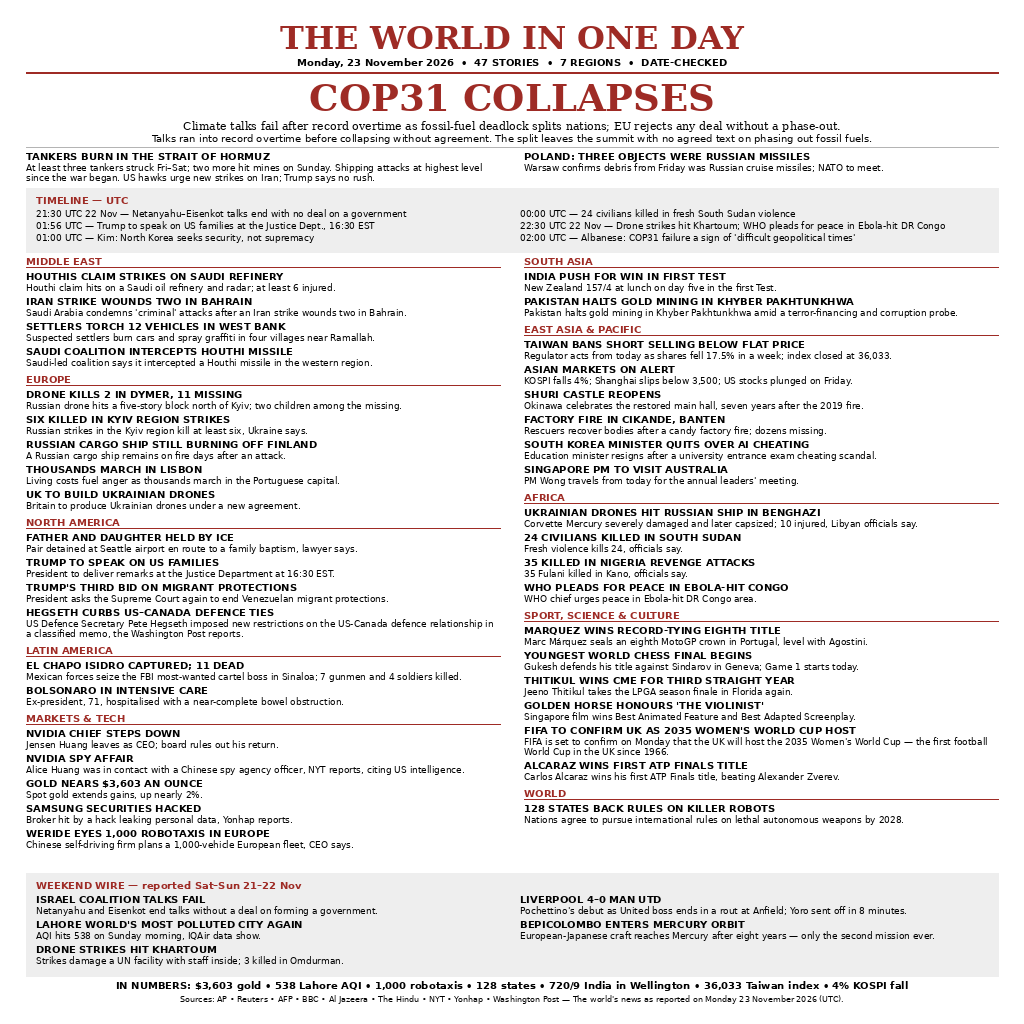 THE WORLD IN ONE DAY
Monday, 23 November 2026 • 47 STORIES • 7 REGIONS • DATE-CHECKED
COP31 COLLAPSES
Climate talks fail after record overtime as fossil-fuel deadlock splits nations; EU rejects any deal without a phase-out.
Talks ran into record overtime before collapsing without agreement. The split leaves the summit with no agreed text on phasing out fossil fuels.
TANKERS BURN IN THE STRAIT OF HORMUZ
At least three tankers struck Fri–Sat; two more hit mines on Sunday. Shipping attacks at highest level
since the war began. US hawks urge new strikes on Iran; Trump says no rush.
POLAND: THREE OBJECTS WERE RUSSIAN MISSILES
Warsaw confirms debris from Friday was Russian cruise missiles; NATO to meet.
TIMELINE — UTC
21:30 UTC 22 Nov — Netanyahu–Eisenkot talks end with no deal on a government
01:56 UTC — Trump to speak on US families at the Justice Dept., 16:30 EST
01:00 UTC — Kim: North Korea seeks security, not supremacy
00:00 UTC — 24 civilians killed in fresh South Sudan violence
22:30 UTC 22 Nov — Drone strikes hit Khartoum; WHO pleads for peace in Ebola-hit DR Congo
02:00 UTC — Albanese: COP31 failure a sign of 'difficult geopolitical times'
MIDDLE EAST
HOUTHIS CLAIM STRIKES ON SAUDI REFINERY
Houthi claim hits on a Saudi oil refinery and radar; at least 6 injured.
IRAN STRIKE WOUNDS TWO IN BAHRAIN
Saudi Arabia condemns 'criminal' attacks after an Iran strike wounds two in Bahrain.
SETTLERS TORCH 12 VEHICLES IN WEST BANK
Suspected settlers burn cars and spray graffiti in four villages near Ramallah.
SAUDI COALITION INTERCEPTS HOUTHI MISSILE
Saudi-led coalition says it intercepted a Houthi missile in the western region.
EUROPE
DRONE KILLS 2 IN DYMER, 11 MISSING
Russian drone hits a five-story block north of Kyiv; two children among the missing.
SIX KILLED IN KYIV REGION STRIKES
Russian strikes in the Kyiv region kill at least six, Ukraine says.
RUSSIAN CARGO SHIP STILL BURNING OFF FINLAND
A Russian cargo ship remains on fire days after an attack.
THOUSANDS MARCH IN LISBON
Living costs fuel anger as thousands march in the Portuguese capital.
UK TO BUILD UKRAINIAN DRONES
Britain to produce Ukrainian drones under a new agreement.
NORTH AMERICA
FATHER AND DAUGHTER HELD BY ICE
Pair detained at Seattle airport en route to a family baptism, lawyer says.
TRUMP TO SPEAK ON US FAMILIES
President to deliver remarks at the Justice Department at 16:30 EST.
TRUMP'S THIRD BID ON MIGRANT PROTECTIONS
President asks the Supreme Court again to end Venezuelan migrant protections.
HEGSETH CURBS US–CANADA DEFENCE TIES
US Defence Secretary Pete Hegseth imposed new restrictions on the US-Canada defence relationship in
a classified memo, the Washington Post reports.
LATIN AMERICA
EL CHAPO ISIDRO CAPTURED; 11 DEAD
Mexican forces seize the FBI most-wanted cartel boss in Sinaloa; 7 gunmen and 4 soldiers killed.
BOLSONARO IN INTENSIVE CARE
Ex-president, 71, hospitalised with a near-complete bowel obstruction.
MARKETS & TECH
NVIDIA CHIEF STEPS DOWN
Jensen Huang leaves as CEO; board rules out his return.
NVIDIA SPY AFFAIR
Alice Huang was in contact with a Chinese spy agency officer, NYT reports, citing US intelligence.
GOLD NEARS $3,603 AN OUNCE
Spot gold extends gains, up nearly 2%.
SAMSUNG SECURITIES HACKED
Broker hit by a hack leaking personal data, Yonhap reports.
WERIDE EYES 1,000 ROBOTAXIS IN EUROPE
Chinese self-driving firm plans a 1,000-vehicle European fleet, CEO says.
SOUTH ASIA
INDIA PUSH FOR WIN IN FIRST TEST
New Zealand 157/4 at lunch on day five in the first Test.
PAKISTAN HALTS GOLD MINING IN KHYBER PAKHTUNKHWA
Pakistan halts gold mining in Khyber Pakhtunkhwa amid a terror-financing and corruption probe.
EAST ASIA & PACIFIC
TAIWAN BANS SHORT SELLING BELOW FLAT PRICE
Regulator acts from today as shares fell 17.5% in a week; index closed at 36,033.
ASIAN MARKETS ON ALERT
KOSPI falls 4%; Shanghai slips below 3,500; US stocks plunged on Friday.
SHURI CASTLE REOPENS
Okinawa celebrates the restored main hall, seven years after the 2019 fire.
FACTORY FIRE IN CIKANDE, BANTEN
Rescuers recover bodies after a candy factory fire; dozens missing.
SOUTH KOREA MINISTER QUITS OVER AI CHEATING
Education minister resigns after a university entrance exam cheating scandal.
SINGAPORE PM TO VISIT AUSTRALIA
PM Wong travels from today for the annual leaders' meeting.
AFRICA
UKRAINIAN DRONES HIT RUSSIAN SHIP IN BENGHAZI
Corvette Mercury severely damaged and later capsized; 10 injured, Libyan officials say.
24 CIVILIANS KILLED IN SOUTH SUDAN
Fresh violence kills 24, officials say.
35 KILLED IN NIGERIA REVENGE ATTACKS
35 Fulani killed in Kano, officials say.
WHO PLEADS FOR PEACE IN EBOLA-HIT CONGO
WHO chief urges peace in Ebola-hit DR Congo area.
SPORT, SCIENCE & CULTURE
MARQUEZ WINS RECORD-TYING EIGHTH TITLE
Marc Márquez seals an eighth MotoGP crown in Portugal, level with Agostini.
YOUNGEST WORLD CHESS FINAL BEGINS
Gukesh defends his title against Sindarov in Geneva; Game 1 starts today.
THITIKUL WINS CME FOR THIRD STRAIGHT YEAR
Jeeno Thitikul takes the LPGA season finale in Florida again.
GOLDEN HORSE HONOURS 'THE VIOLINIST'
Singapore film wins Best Animated Feature and Best Adapted Screenplay.
FIFA TO CONFIRM UK AS 2035 WOMEN'S WORLD CUP HOST
FIFA is set to confirm on Monday that the UK will host the 2035 Women's World Cup — the first football
World Cup in the UK since 1966.
ALCARAZ WINS FIRST ATP FINALS TITLE
Carlos Alcaraz wins his first ATP Finals title, beating Alexander Zverev.
WORLD
128 STATES BACK RULES ON KILLER ROBOTS
Nations agree to pursue international rules on lethal autonomous weapons by 2028.
WEEKEND WIRE — reported Sat–Sun 21–22 Nov
ISRAEL COALITION TALKS FAIL
Netanyahu and Eisenkot end talks without a deal on forming a government.
LAHORE WORLD'S MOST POLLUTED CITY AGAIN
AQI hits 538 on Sunday morning, IQAir data show.
DRONE STRIKES HIT KHARTOUM
Strikes damage a UN facility with staff inside; 3 killed in Omdurman.
LIVERPOOL 4–0 MAN UTD
Pochettino's debut as United boss ends in a rout at Anfield; Yoro sent off in 8 minutes.
BEPICOLOMBO ENTERS MERCURY ORBIT
European-Japanese craft reaches Mercury after eight years — only the second mission ever.
IN NUMBERS: $3,603 gold • 538 Lahore AQI • 1,000 robotaxis • 128 states • 720/9 India in Wellington • 36,033 Taiwan index • 4% KOSPI fall
Sources: AP • Reuters • AFP • BBC • Al Jazeera • The Hindu • NYT • Yonhap • Washington Post — The world's news as reported on Monday 23 November 2026 (UTC).